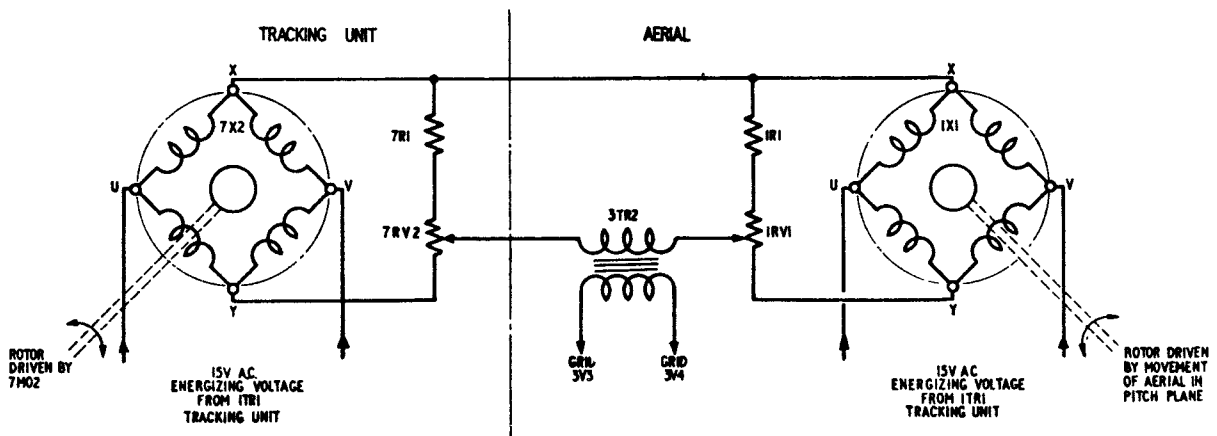 TRACKING UNIT
AERIAL
X
X
7X2
7R1
1R1
1X1
U
V
U
V
3TR2
7RV2
1RV1
Y
Y
ROTOR
DRIVEN BY
7M02
GRID
3V3
GRID
3V4
15V A.C.
ENERGIZING VOLTAGE
FROM 1TR1
TRACKING UNIT
15V AC
ENERGIZING VOLTAGE
FROM 1TR1
TRACKING UNIT
ROTOR DRIVEN
BY MOVEMENT
OF AERIAL IN
PITCH PLANE